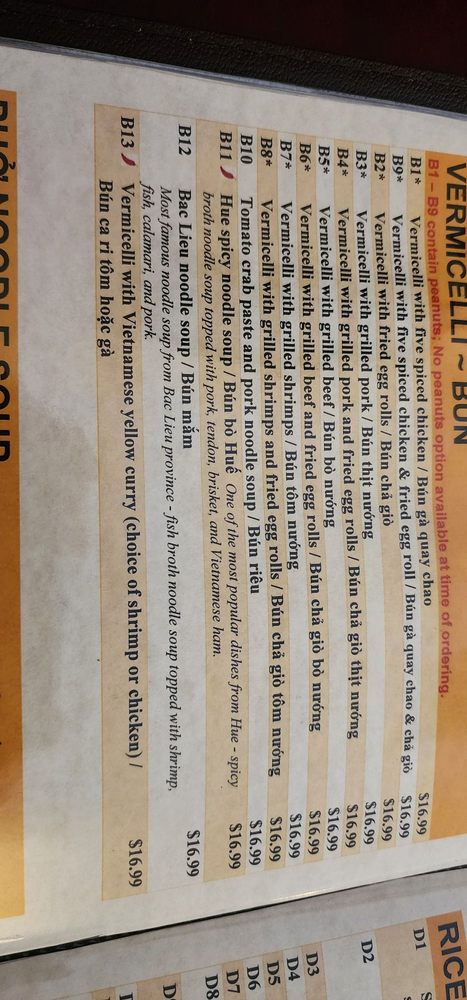 VERMICELLI ~ BÚN
B1 – B9 contain peanuts; No peanuts option available at time of ordering.
B1* Vermicelli with five spiced chicken / Bún gà quay chao $16.99
B9* Vermicelli with five spiced chicken & fried egg roll / Bún gà quay chao & chả giò $16.99
B2* Vermicelli with fried egg rolls / Bún chả giò $16.99
B3* Vermicelli with grilled pork / Bún thịt nướng $16.99
B4* Vermicelli with grilled pork and fried egg rolls / Bún chả giò thịt nướng $16.99
B5* Vermicelli with grilled beef / Bún bò nướng $16.99
B6* Vermicelli with grilled beef and fried egg rolls / Bún chả giò bò nướng $16.99
B7* Vermicelli with grilled shrimps / Bún tôm nướng $16.99
B8* Vermicelli with grilled shrimps and fried egg rolls / Bún chả giò tôm nướng $16.99
B10 Tomato crab paste and pork noodle soup / Bún riêu $16.99
B11 Hue spicy noodle soup / Bún bò Huế One of the most popular dishes from Hue - spicy $16.99
broth noodle soup topped with pork, tendon, brisket, and Vietnamese ham.
B12 Bac Lieu noodle soup / Bún mắm $16.99
Most famous noodle soup from Bac Lieu province - fish broth noodle soup topped with shrimp,
fish, calamari, and pork.
B13 Vermicelli with Vietnamese yellow curry (choice of shrimp or chicken) / $16.99
Bún ca ri tôm hoặc gà
PHỞ NOODLE SOUP
RICE
D1
D2
D3
D4
D5
D6
D7
D8